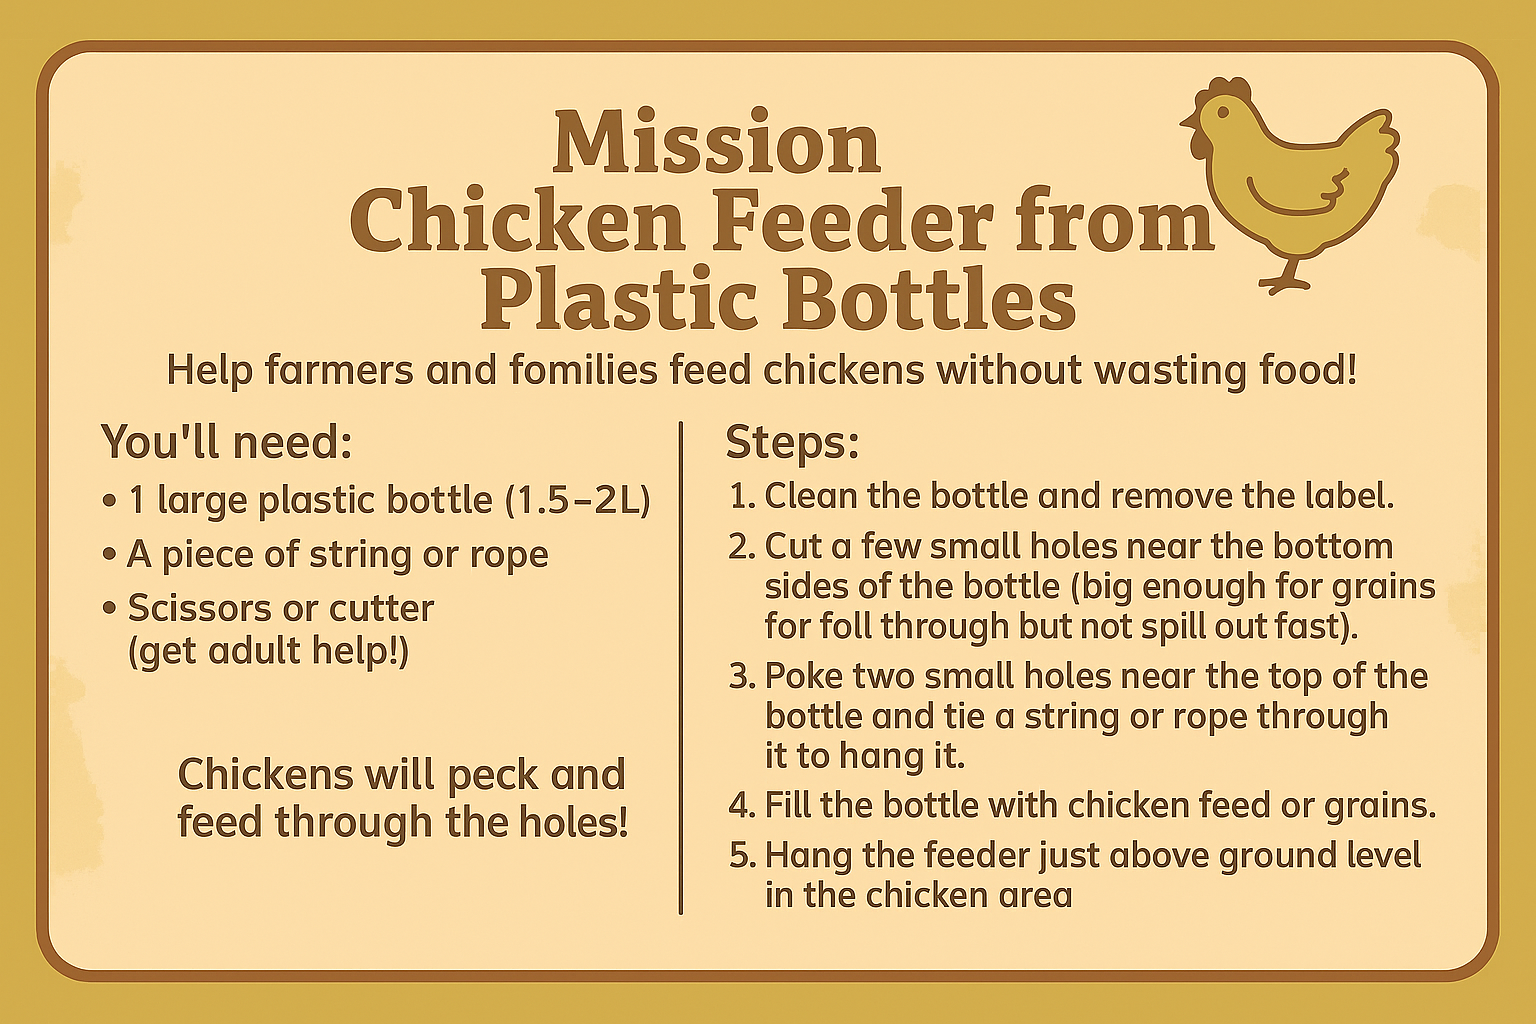 Mission
Chicken Feeder from
Plastic Bottles
Help farmers and fomilies feed chickens without wasting food!
You'll need:
• 1 large plastic bottle (1.5–2L)
• A piece of string or rope
• Scissors or cutter
(get adult help!)
Chickens will peck and
feed through the holes!
Steps:
1. Clean the bottle and remove the label.
2. Cut a few small holes near the bottom
sides of the bottle (big enough for grains
for foll through but not spill out fast).
3. Poke two small holes near the top of the
bottle and tie a string or rope through
it to hang it.
4. Fill the bottle with chicken feed or grains.
5. Hang the feeder just above ground level
in the chicken area